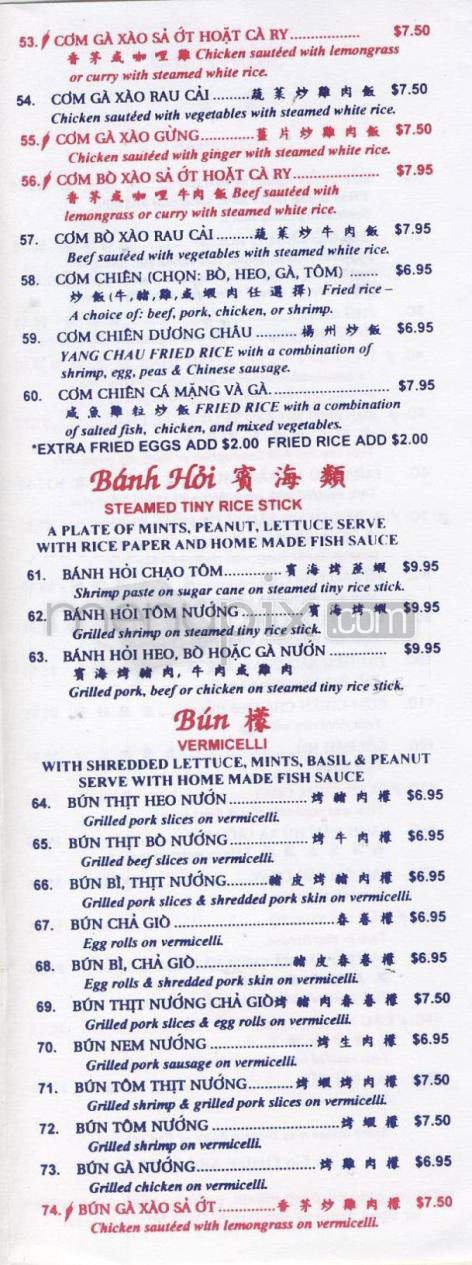 53. CƠM GÀ XÀO SẢ ỚT HOẶT CÀ RY................. $7.50
香茅或咖哩雞 Chicken sautéed with lemongrass
or curry with steamed white rice.
54. CƠM GÀ XÀO RAU CẢI .........蔬菜炒雞肉飯 $7.50
Chicken sautéed with vegetables with steamed white rice.
55. CƠM GÀ XÀO GỪNG............薑片炒雞肉飯 $7.50
Chicken sautéed with ginger with steamed white rice.
56. CƠM BÒ XÀO SẢ ỚT HOẶT CÀ RY..................... $7.95
香茅或咖哩牛肉飯 Beef sautéed with
lemongrass or curry with steamed white rice.
57. CƠM BÒ XÀO RAU CẢI ......... 蔬菜炒牛肉飯 $7.95
Beef sautéed with vegetables with steamed white rice.
58. CƠM CHIÊN (CHỌN: BÒ, HEO, GÀ, TÔM) ....... $6.95
炒飯(牛,豬,雞,或蝦肉任選擇) Fried rice –
A choice of: beef, pork, chicken, or shrimp.
59. CƠM CHIÊN DƯƠNG CHÂU .......... 揚州炒飯 $6.95
YANG CHAU FRIED RICE with a combination of
shrimp, egg, peas & Chinese sausage.
60. CƠM CHIÊN CÁ MẶNG VÀ GÀ............................. $7.95
咸魚雞粒炒飯 FRIED RICE with a combination
of salted fish, chicken, and mixed vegetables.
*EXTRA FRIED EGGS ADD $2.00 FRIED RICE ADD $2.00
Bánh Hỏi 賓海類
STEAMED TINY RICE STICK
A PLATE OF MINTS, PEANUT, LETTUCE SERVE
WITH RICE PAPER AND HOME MADE FISH SAUCE
61. BÁNH HỎI CHẠO TÔM..............賓海烤蔗蝦 $9.95
Shrimp paste on sugar cane on steamed tiny rice stick.
62. BÁNH HỎI TÔM NƯỚNG ............賓海烤蝦 $9.95
Grilled shrimp on steamed tiny rice stick.
menupix.com
63. BÁNH HỎI HEO, BÒ HOẶC GÀ NƯỚN .............. $9.95
賓海烤豬肉,牛肉或雞肉
Grilled pork, beef or chicken on steamed tiny rice stick.
Bún 檬
VERMICELLI
WITH SHREDDED LETTUCE, MINTS, BASIL & PEANUT
SERVE WITH HOME MADE FISH SAUCE
64. BÚN THỊT HEO NƯỚN..................烤豬肉檬 $6.95
Grilled pork slices on vermicelli.
65. BÚN THỊT BÒ NƯỚNG ..................烤牛肉檬 $6.95
Grilled beef slices on vermicelli.
66. BÚN BÌ, THỊT NƯỚNG.........豬皮烤豬肉檬 $6.95
Grilled pork slices & shredded pork skin on vermicelli.
67. BÚN CHẢ GIÒ ....................................春卷檬 $6.95
Egg rolls on vermicelli.
68. BÚN BÌ, CHẢ GIÒ.....................豬皮春卷檬 $6.95
Egg rolls & shredded pork skin on vermicelli.
69. BÚN THỊT NƯỚNG CHẢ GIÒ烤豬肉春卷檬 $7.50
Grilled pork slices & egg rolls on vermicelli.
70. BÚN NEM NƯỚNG ........................烤生肉檬 $6.95
Grilled pork sausage on vermicelli.
71. BÚN TÔM THỊT NƯỚNG...........烤蝦烤肉檬 $7.50
Grilled shrimp & grilled pork slices on vermicelli.
72. BÚN TÔM NƯỚNG ............................烤蝦檬 $7.50
Grilled shrimp on vermicelli.
73. BÚN GÀ NƯỚNG............................烤雞肉檬 $6.95
Grilled chicken on vermicelli.
74. BÚN GÀ XÀO SẢ ỚT ..............香茅炒雞肉檬 $7.50
Chicken sautéed with lemongrass on vermicelli.